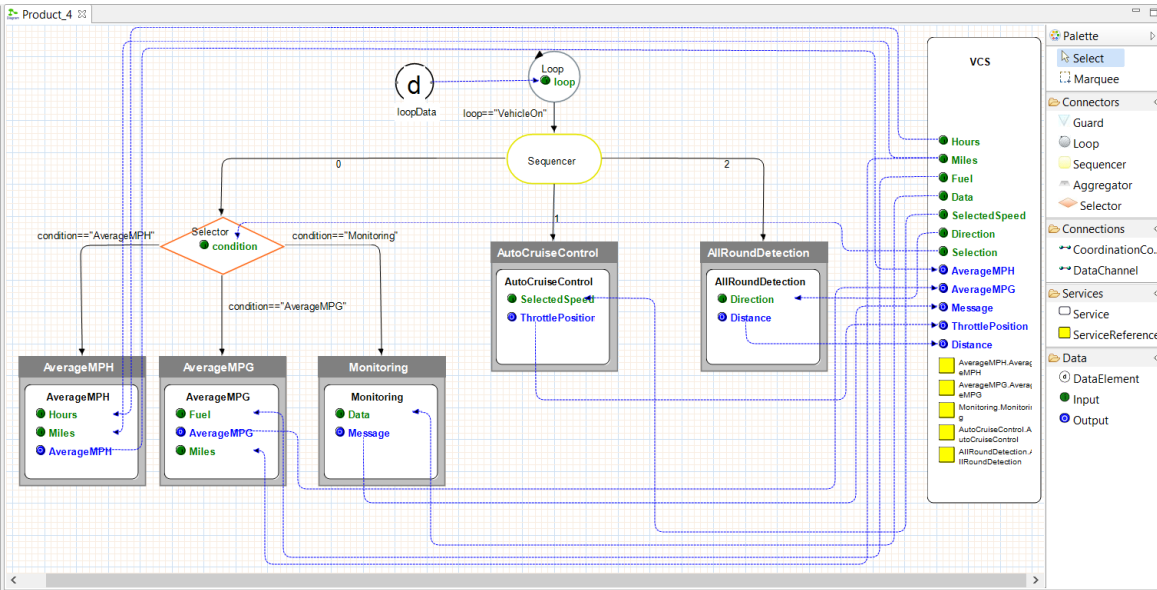 Product_4
Loop
loop
d
loopData
loop=="VehicleOn"
Sequencer
0
1
2
Selector
condition
condition=="AverageMPH"
condition=="Monitoring"
condition=="AverageMPG"
AverageMPH
AverageMPH
Hours
Miles
AverageMPH
AverageMPG
AverageMPG
Fuel
AverageMPG
Miles
Monitoring
Monitoring
Data
Message
AutoCruiseControl
AutoCruiseControl
SelectedSpeed
ThrottlePosition
AllRoundDetection
AllRoundDetection
Direction
Distance
VCS
Hours
Miles
Fuel
Data
SelectedSpeed
Direction
Selection
AverageMPH
AverageMPG
Message
ThrottlePosition
Distance
AverageMPH.Averag
eMPH
AverageMPG.Avera
eMPG
Monitoring.Monitorin
g
AutoCruiseControl.A
utoCruiseControl
AllRoundDetection.A
llRoundDetection
Palette
Select
Marquee
Connectors
Guard
Loop
Sequencer
Aggregator
Selector
Connections
CoordinationCo..
DataChannel
Services
Service
ServiceReference
Data
DataElement
Input
Output